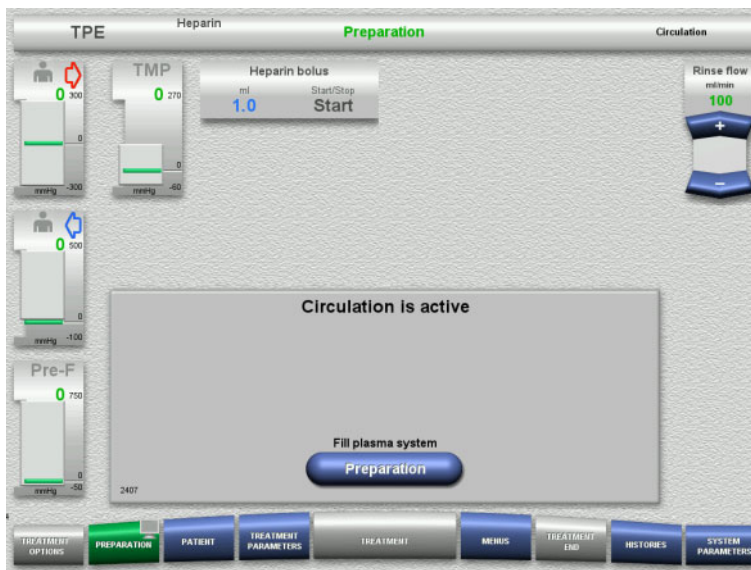 TPE
Heparin
Preparation
Circulation
0 300
0
mmHg -300
TMP
0 270
0
mmHg -60
Heparin bolus
ml Start/Stop
1.0 Start
Rinse flow
ml/min
100
+
−
0 500
0
mmHg -100
Pre-F
0 750
0
mmHg -50
Circulation is active
Fill plasma system
Preparation
2407
TREATMENT
OPTIONS
PREPARATION
PATIENT
TREATMENT
PARAMETERS
TREATMENT
MENUS
TREATMENT
END
HISTORIES
SYSTEM
PARAMETERS